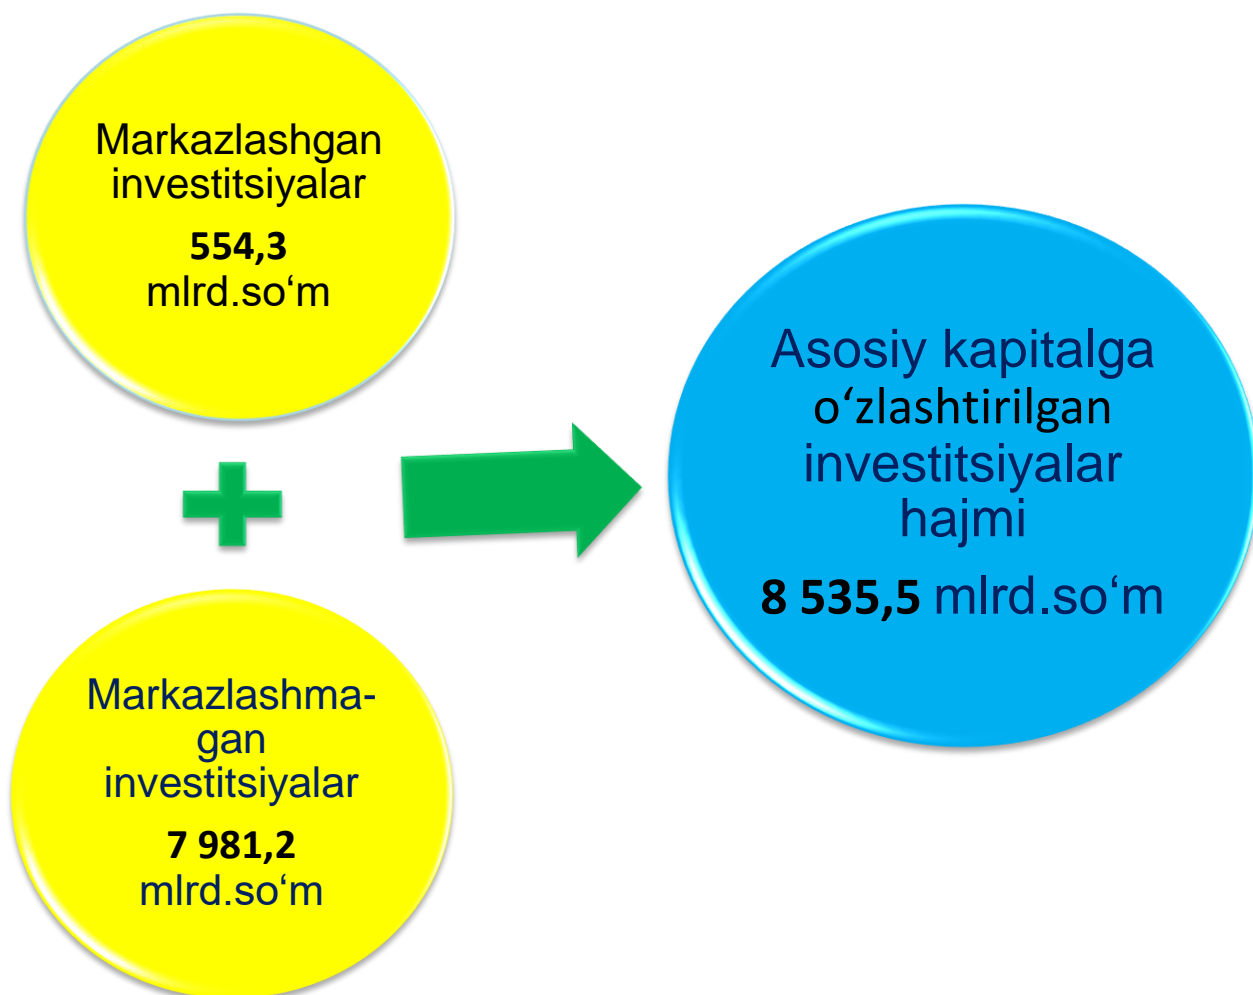 Markazlashgan
investitsiyalar
554,3
mlrd.so‘m
Markazlashma-
gan
investitsiyalar
7 981,2
mlrd.so‘m
Asosiy kapitalga
o‘zlashtirilgan
investitsiyalar
hajmi
8 535,5 mlrd.so‘m